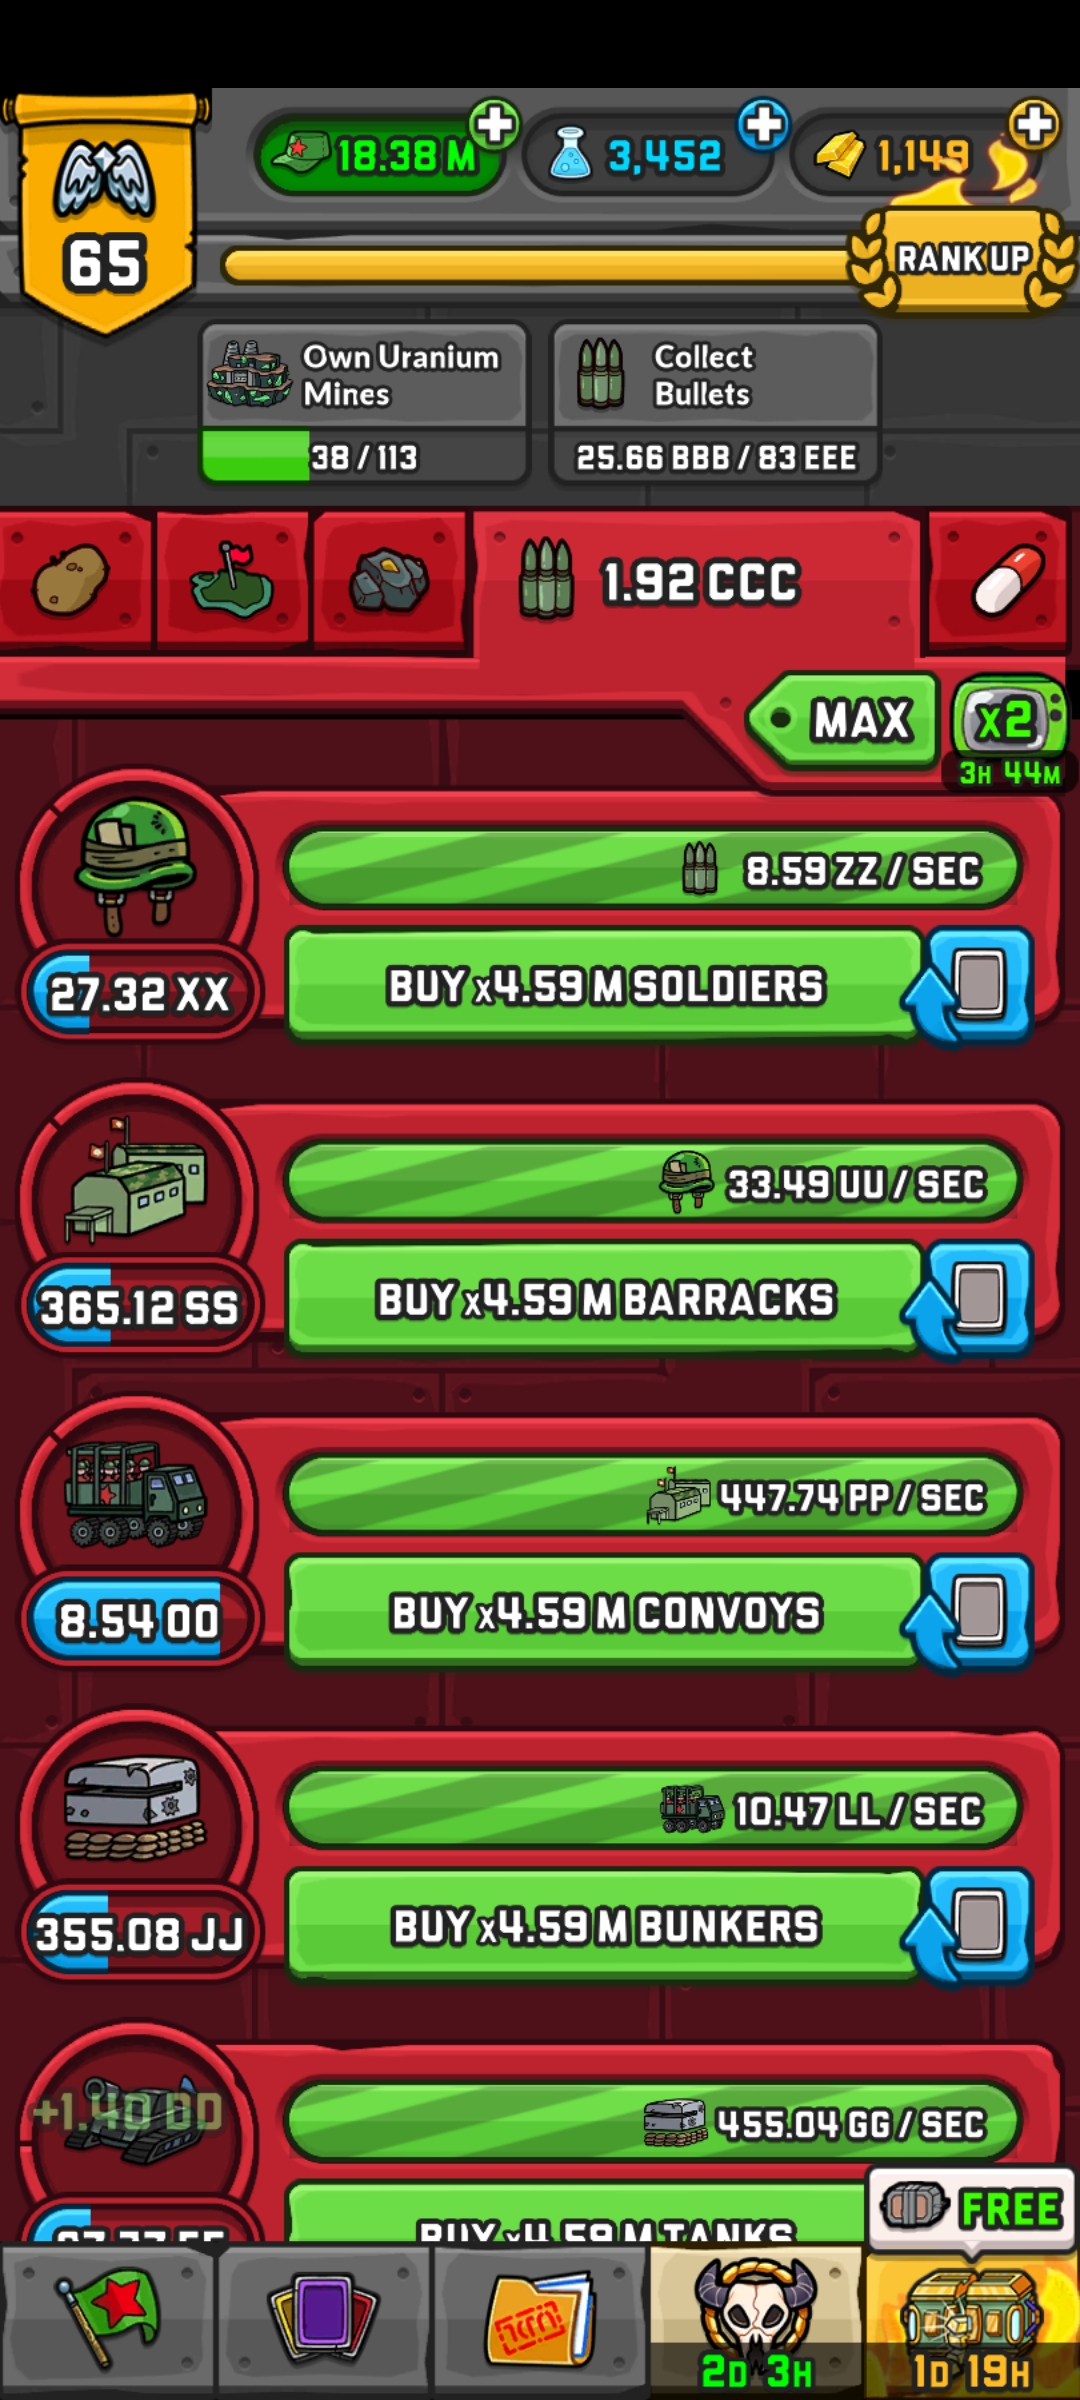 18.38 M
3,452
1,149
65
RANK UP
Own Uranium
Mines
38 / 113
Collect
Bullets
25.66 BBB / 83 EEE
1.92 CCC
MAX
x2
3H 44M
8.59 ZZ / SEC
27.32 XX
BUY x4.59 M SOLDIERS
33.49 UU / SEC
365.12 SS
BUY x4.59 M BARRACKS
447.74 PP / SEC
8.54 OO
BUY x4.59 M CONVOYS
10.47 LL / SEC
355.08 JJ
BUY x4.59 M BUNKERS
455.04 GG / SEC
BUY x4.59 M TANKS
FREE
2D 3H
1D 19H